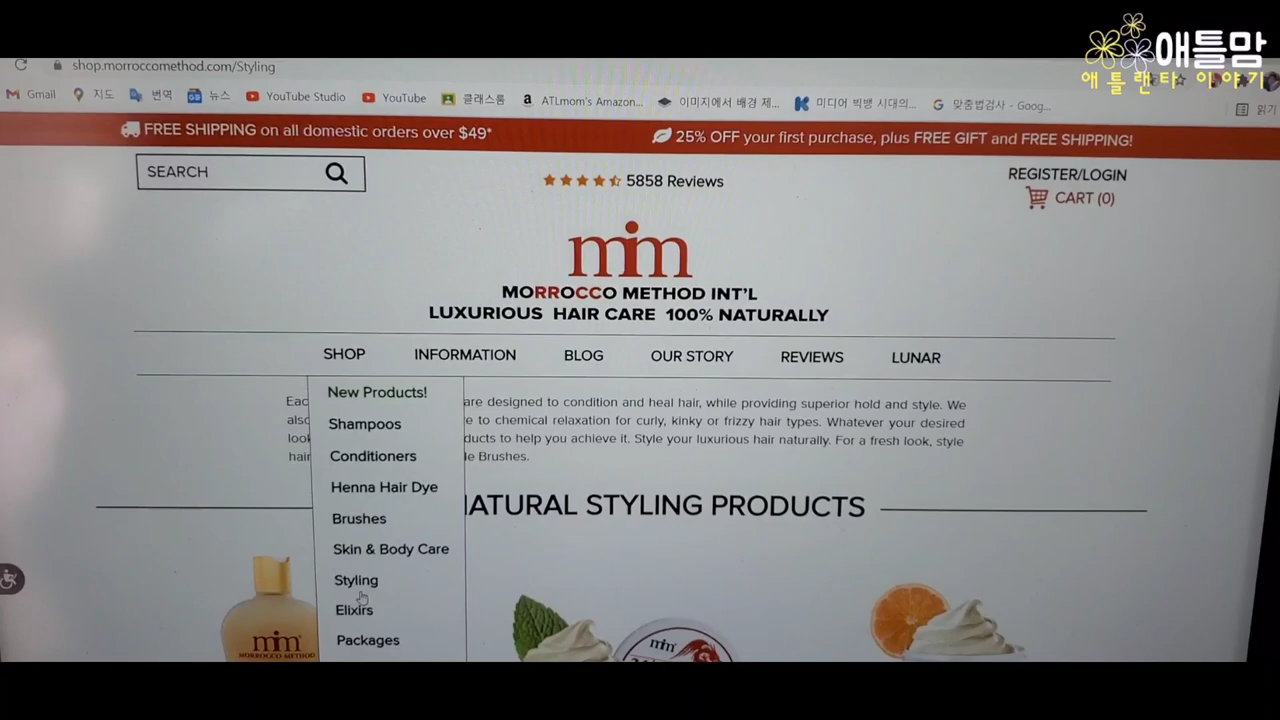 애틀맘
애틀랜타 이야기
shop.morroccomethod.com/Styling
Gmail 지도 번역 뉴스 YouTube Studio YouTube 클래스룸 ATLmom's Amazon... 이미지에서 배경 제... 미디어 빅뱅 시대의... 맞춤법검사 - Goog... 읽기
FREE SHIPPING on all domestic orders over $49*
25% OFF your first purchase, plus FREE GIFT and FREE SHIPPING!
SEARCH
5858 Reviews
REGISTER/LOGIN
CART (0)
mim
MORROCCO METHOD INT'L
LUXURIOUS HAIR CARE 100% NATURALLY
SHOP INFORMATION BLOG OUR STORY REVIEWS LUNAR
New Products!
Shampoos
Conditioners
Henna Hair Dye
Brushes
Skin & Body Care
Styling
Elixirs
Packages
are designed to condition and heal hair, while providing superior hold and style. We
e to chemical relaxation for curly, kinky or frizzy hair types. Whatever your desired
ducts to help you achieve it. Style your luxurious hair naturally. For a fresh look, style
hair le Brushes.
NATURAL STYLING PRODUCTS
mim
MORROCCO METHOD
mim